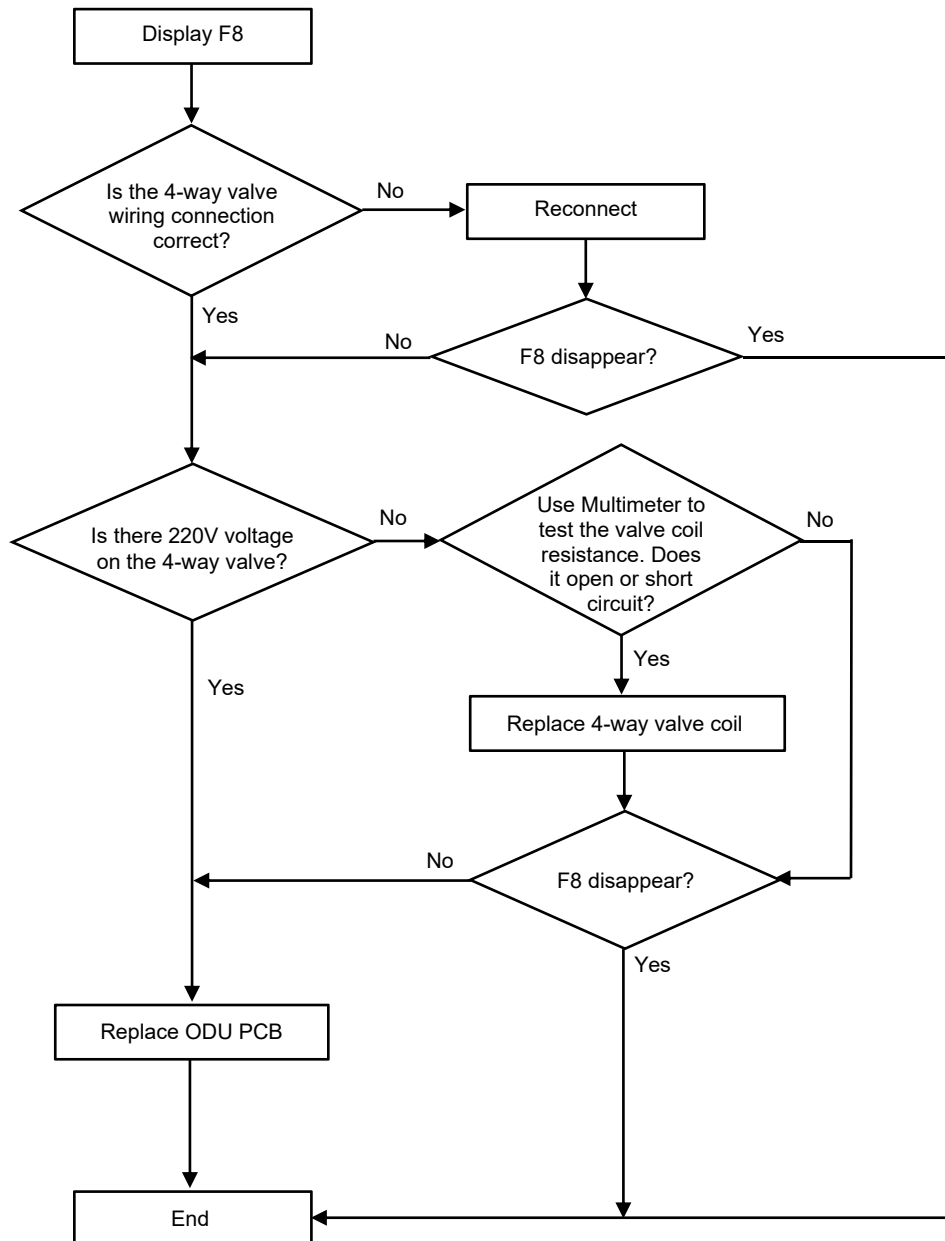 Display F8
Is the 4-way valve
wiring connection
correct?
No
Reconnect
Yes
No
F8 disappear?
Yes
Is there 220V voltage
on the 4-way valve?
No
Use Multimeter to
test the valve coil
resistance. Does
it open or short
circuit?
No
Yes
Yes
Replace 4-way valve coil
No
F8 disappear?
Yes
Replace ODU PCB
End